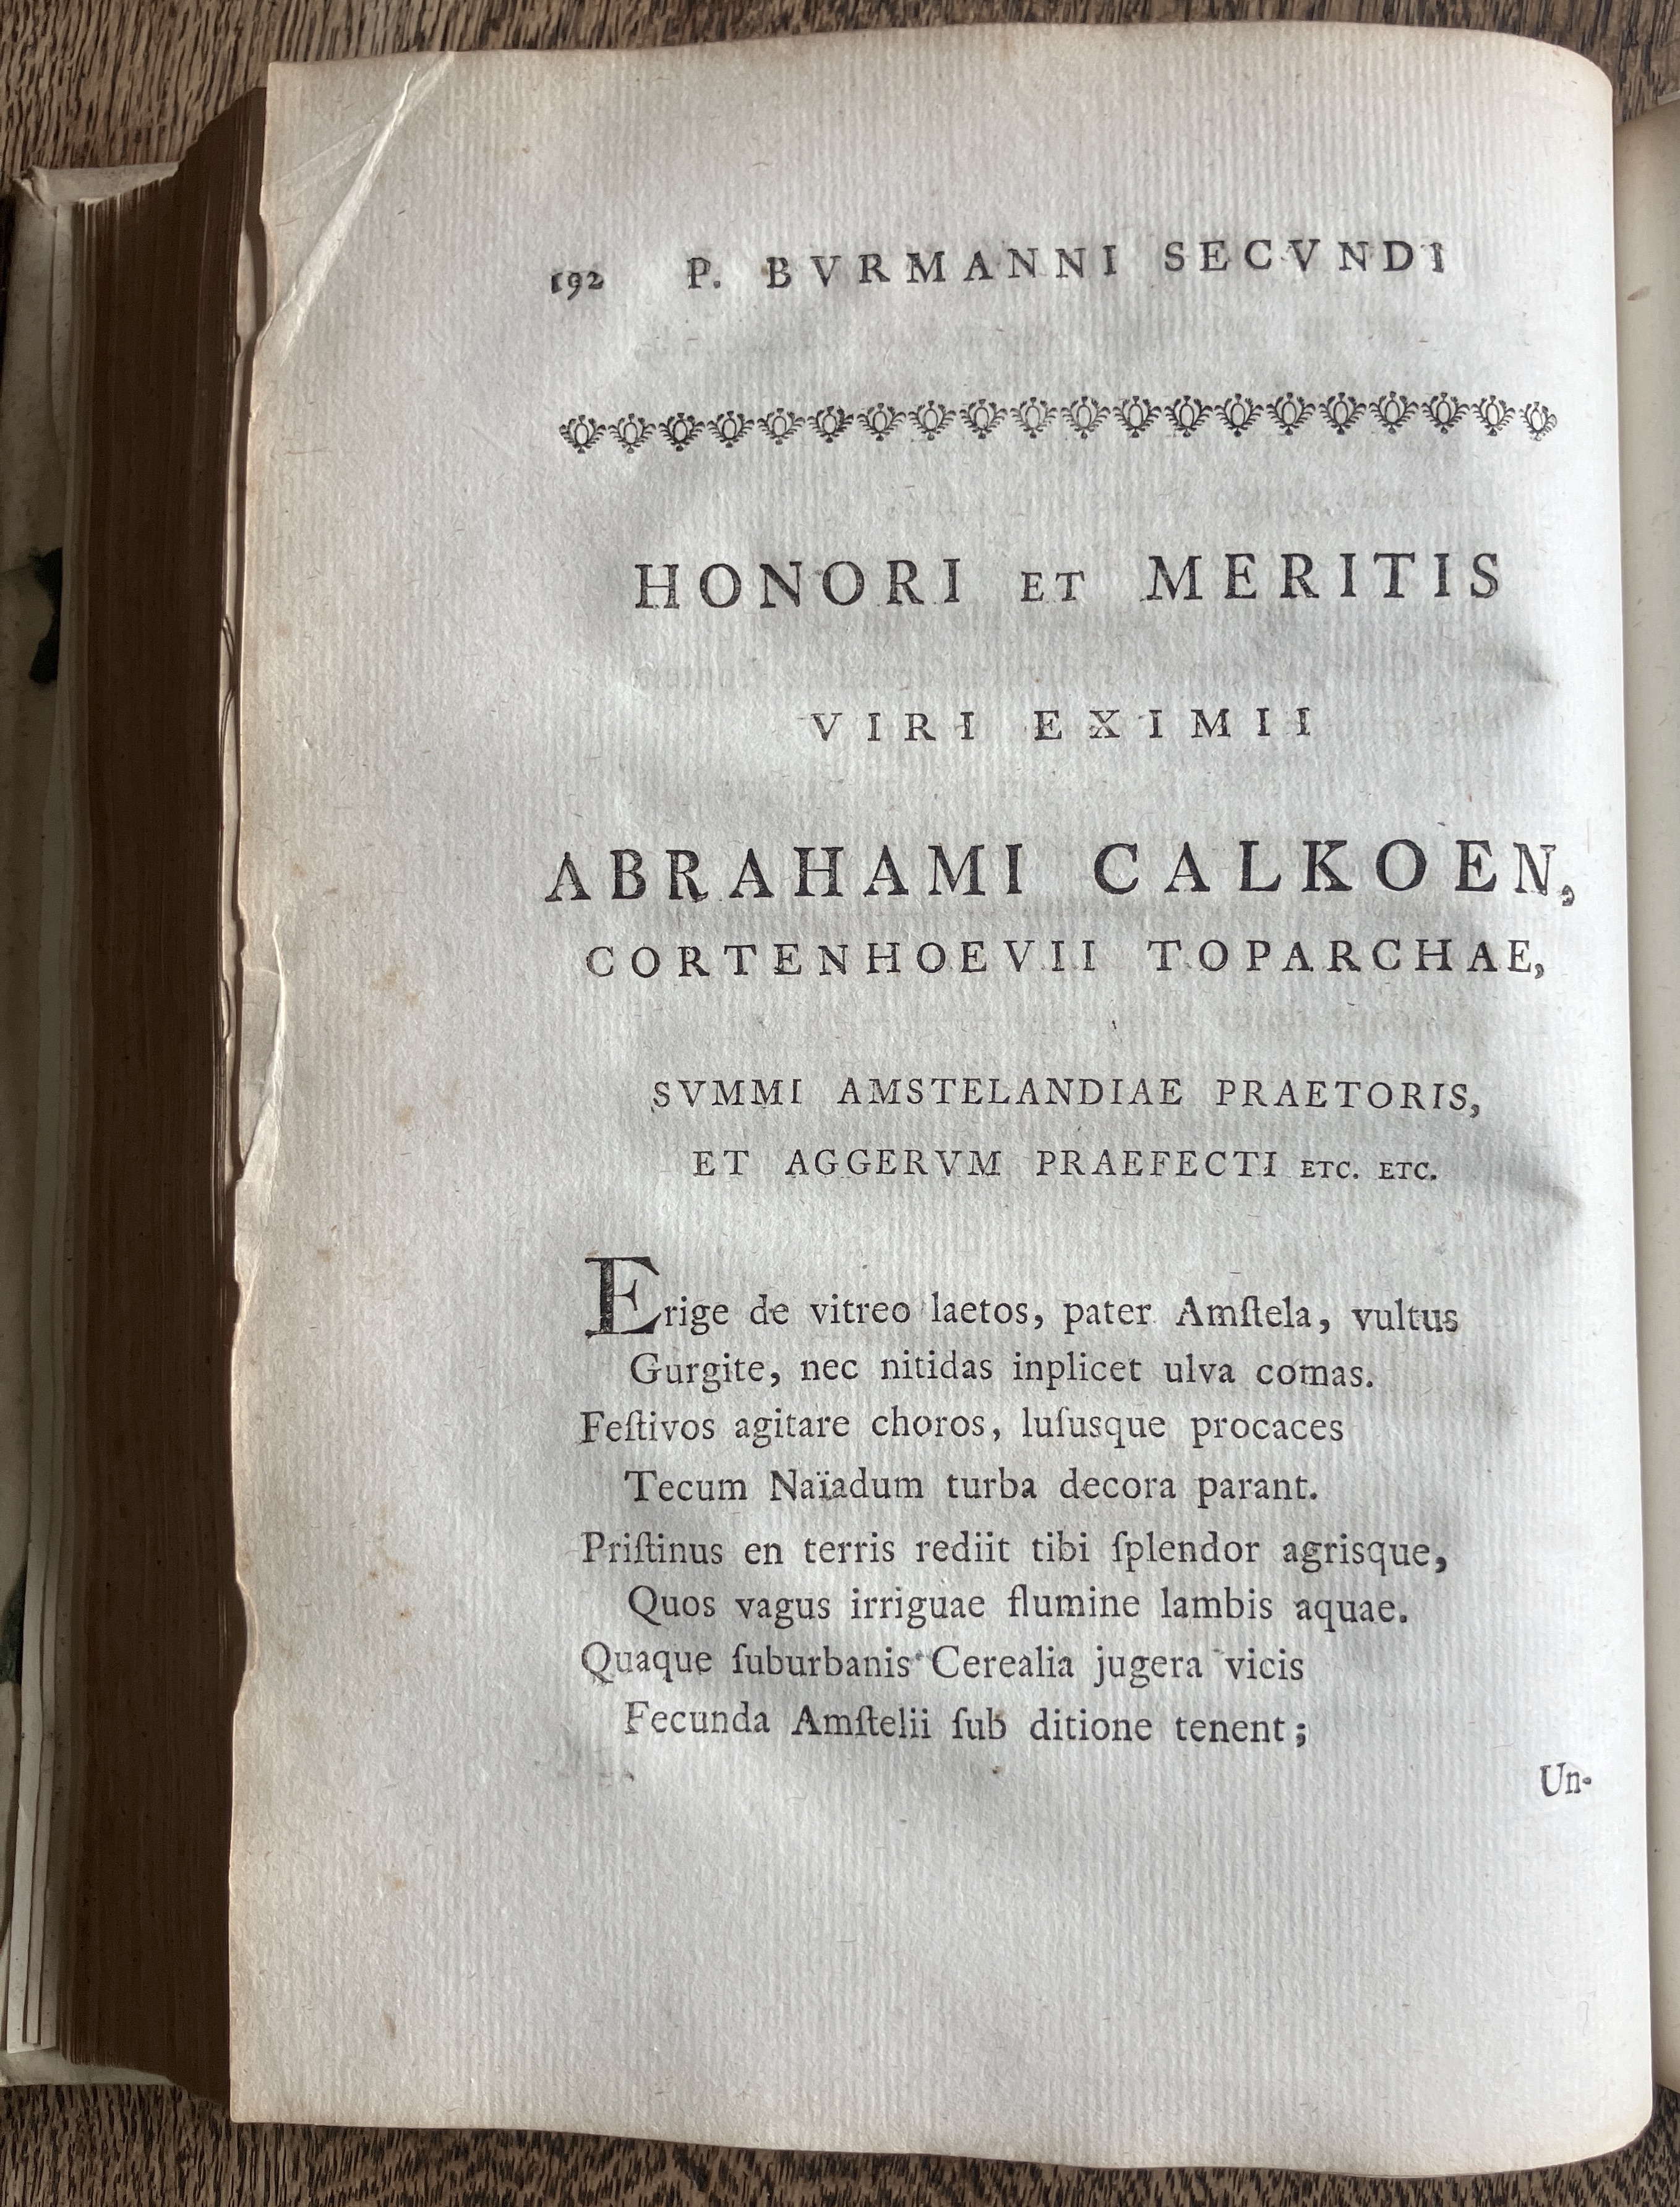 192 P. BVRMANNI SECVNDI
HONORI ET MERITIS
VIRI EXIMII
ABRAHAMI CALKOEN,
CORTENHOEVII TOPARCHAE,
SVMMI AMSTELANDIAE PRAETORIS,
ET AGGERVM PRAEFECTI ETC. ETC.
Erige de vitreo laetos, pater Amſtela, vultus
Gurgite, nec nitidas inplicet ulva comas.
Feſtivos agitare choros, luſusque procaces
Tecum Naïadum turba decora parant.
Priſtinus en terris rediit tibi ſplendor agrisque,
Quos vagus irriguae flumine lambis aquae.
Quaque ſuburbanis Cerealia jugera vicis
Fecunda Amſtelii ſub ditione tenent;
Un-